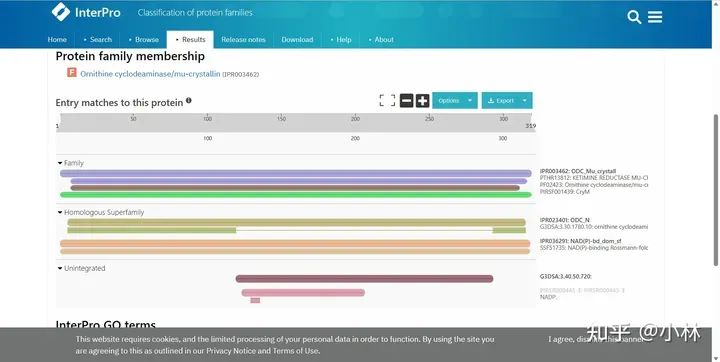 InterPro
Classification of protein families
Home Search Browse Results Release notes Download Help About
Protein family membership
F Ornithine cyclodeaminase/mu-crystallin (IPR003462)
Entry matches to this protein
Options Export
50 100 150 200 250 300
1 319
100 200 300
Family
IPR003462: ODC_Mu_crystall
PTHR13812: KETIMINE REDUCTASE MU-CI
PF02423: Ornithine cyclodeaminase/mu-cr
PIRSF001439: CryM
Homologous Superfamily
IPR023401: ODC_N
G3DSA:3.30.1780.10: ornithine cyclodeami
IPR036291: NAD(P)-bd_dom_sf
SSF51735: NAD(P)-binding Rossmann-fold
Unintegrated
G3DSA:3.40.50.720:
NADP.
InterPro GO terms
This website requires cookies, and the limited processing of your personal data in order to function. By using the site you
are agreeing to this as outlined in our Privacy Notice and Terms of Use.
I agree, dismiss this banner
知乎 @小林